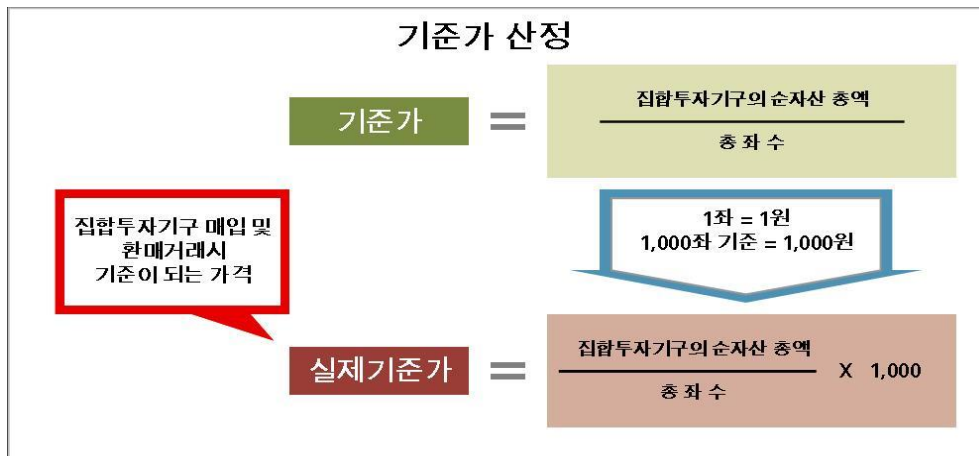 기준가 산정
기준가 = 집합투자기구의 순자산 총액
총 좌 수
집합투자기구 매입 및
환매거래시
기준이 되는 가격
1좌 = 1원
1,000좌 기준 = 1,000원
실제기준가 = 집합투자기구의 순자산 총액
총 좌 수
X 1,000